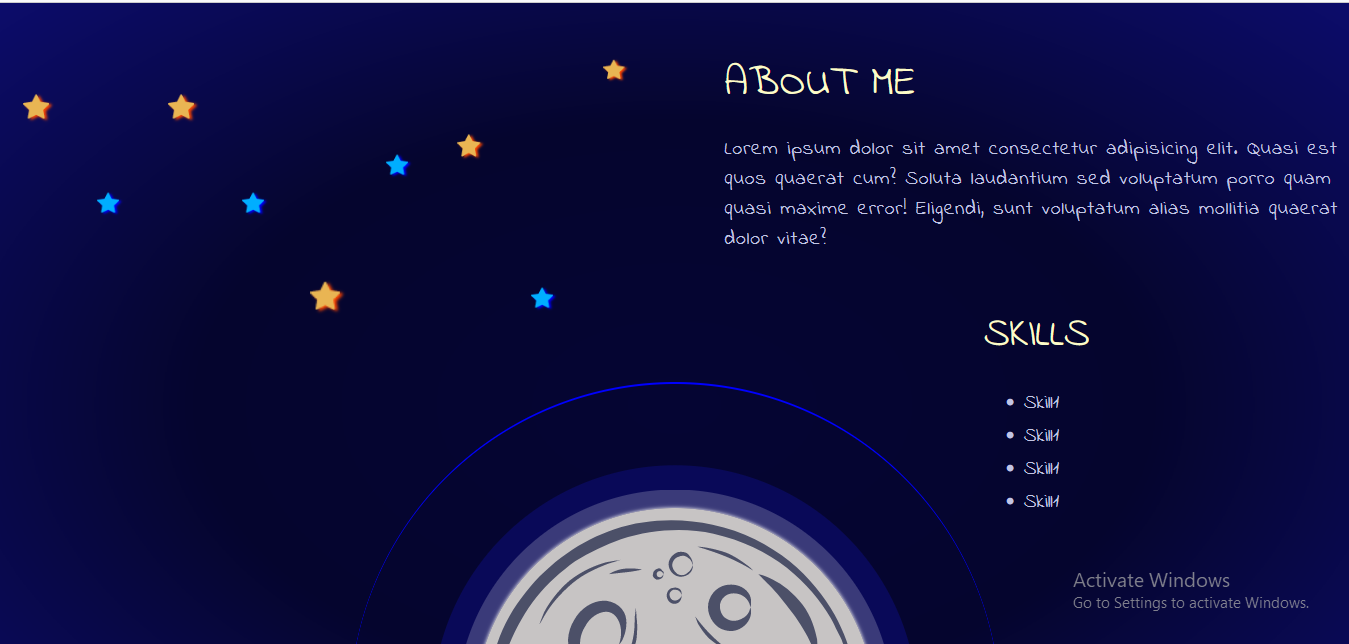 ABOUT ME
Lorem ipsum dolor sit amet consectetur adipisicing elit. Quasi est
quos quaerat cum? Soluta laudantium sed voluptatum porro quam
quasi maxime error! Eligendi, sunt voluptatum alias mollitia quaerat
dolor vitae?
SKILLS
• Skill1
• Skill1
• Skill1
• Skill1
Activate Windows
Go to Settings to activate Windows.